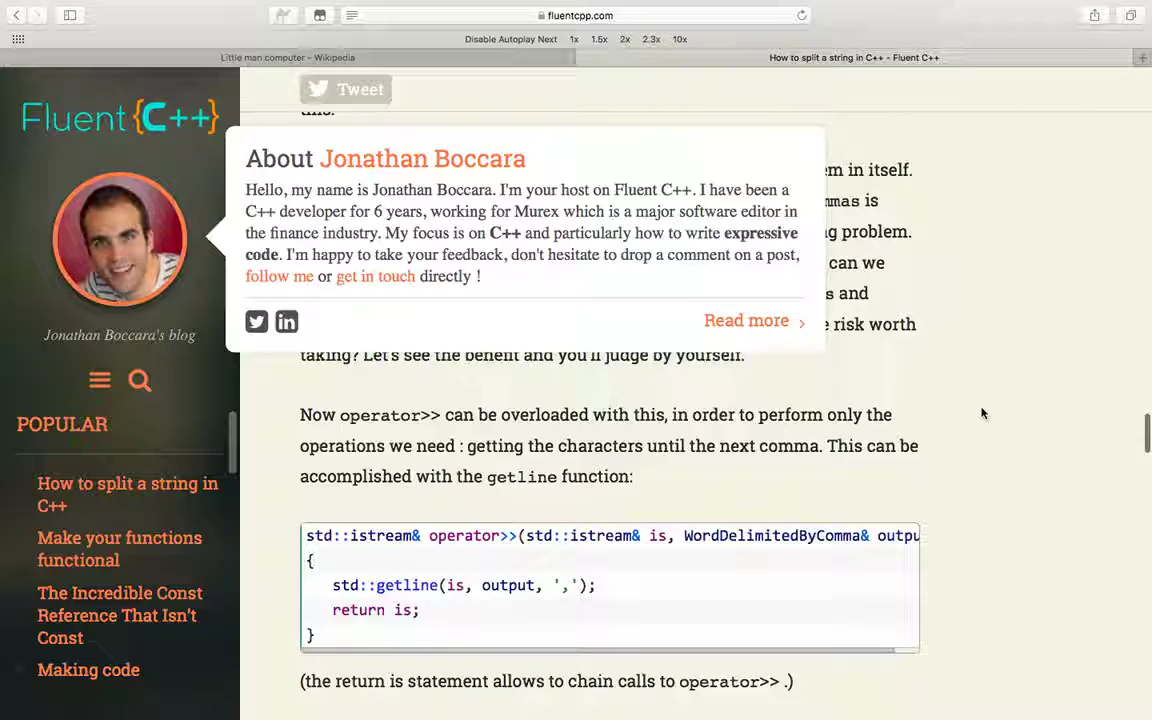 fluentcpp.com
Disable Autoplay Next 1x 1.5x 2x 2.3x 10x
Little man computer – Wikipedia
How to split a string in C++ - Fluent C++
Fluent {C++}
Jonathan Boccara's blog
POPULAR
How to split a string in
C++
Make your functions
functional
The Incredible Const
Reference That Isn't
Const
Making code
Tweet
this.
About Jonathan Boccara
Hello, my name is Jonathan Boccara. I'm your host on Fluent C++. I have been a
C++ developer for 6 years, working for Murex which is a major software editor in
the finance industry. My focus is on C++ and particularly how to write expressive
code. I'm happy to take your feedback, don't hesitate to drop a comment on a post,
follow me or get in touch directly !
Read more
em in itself.
mmas is
g problem.
can we
s and
e risk worth
taking? Let's see the benefit and you'll judge by yourself.
Now operator>> can be overloaded with this, in order to perform only the
operations we need : getting the characters until the next comma. This can be
accomplished with the getline function:
std::istream& operator>>(std::istream& is, WordDelimitedByComma& outpu
{
std::getline(is, output, ',');
return is;
}
(the return is statement allows to chain calls to operator>> .)